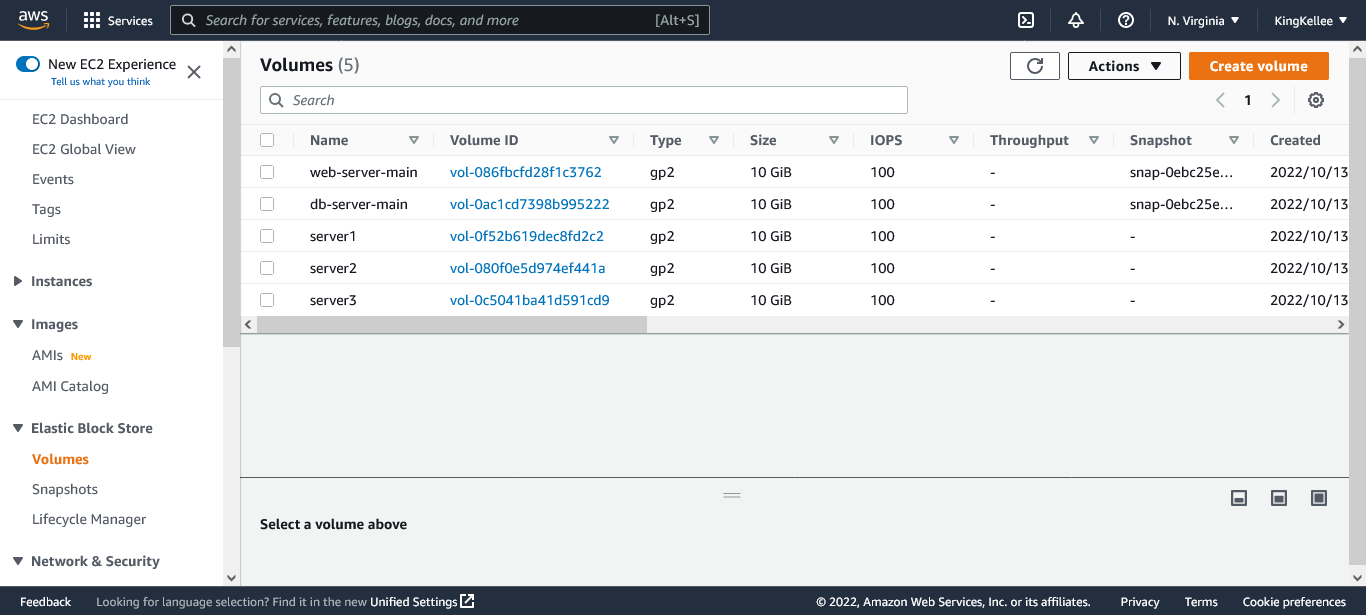 aws Services Search for services, features, blogs, docs, and more [Alt+S] N. Virginia KingKellee
New EC2 Experience
Tell us what you think
EC2 Dashboard
EC2 Global View
Events
Tags
Limits
Instances
Images
AMIs New
AMI Catalog
Elastic Block Store
Volumes
Snapshots
Lifecycle Manager
Network & Security
Volumes (5) Actions Create volume
Search 1
Name Volume ID Type Size IOPS Throughput Snapshot Created
web-server-main vol-086fbcfd28f1c3762 gp2 10 GiB 100 - snap-0ebc25e... 2022/10/13
db-server-main vol-0ac1cd7398b995222 gp2 10 GiB 100 - snap-0ebc25e... 2022/10/13
server1 vol-0f52b619dec8fd2c2 gp2 10 GiB 100 - - 2022/10/13
server2 vol-080f0e5d974ef441a gp2 10 GiB 100 - - 2022/10/13
server3 vol-0c5041ba41d591cd9 gp2 10 GiB 100 - - 2022/10/13
Select a volume above
Feedback Looking for language selection? Find it in the new Unified Settings © 2022, Amazon Web Services, Inc. or its affiliates. Privacy Terms Cookie preferences